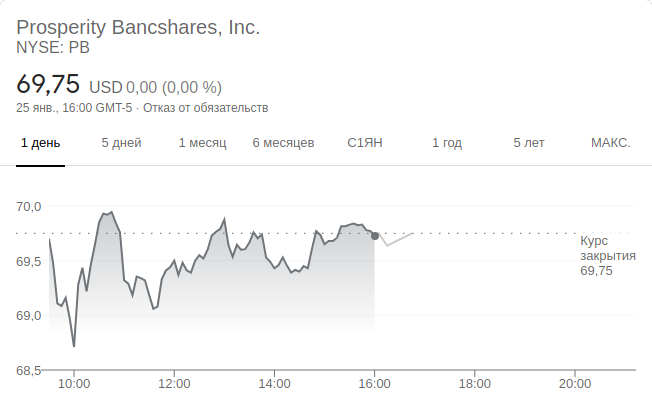 Prosperity Bancshares, Inc.
NYSE: PB
69,75 USD 0,00 (0,00 %)
25 янв., 16:00 GMT-5 · Отказ от обязательств
1 день 5 дней 1 месяц 6 месяцев С1ЯН 1 год 5 лет МАКС.
70,0
Курс
закрытия
69,5
69,75
69,0
68,5
10:00 12:00 14:00 16:00 18:00 20:00